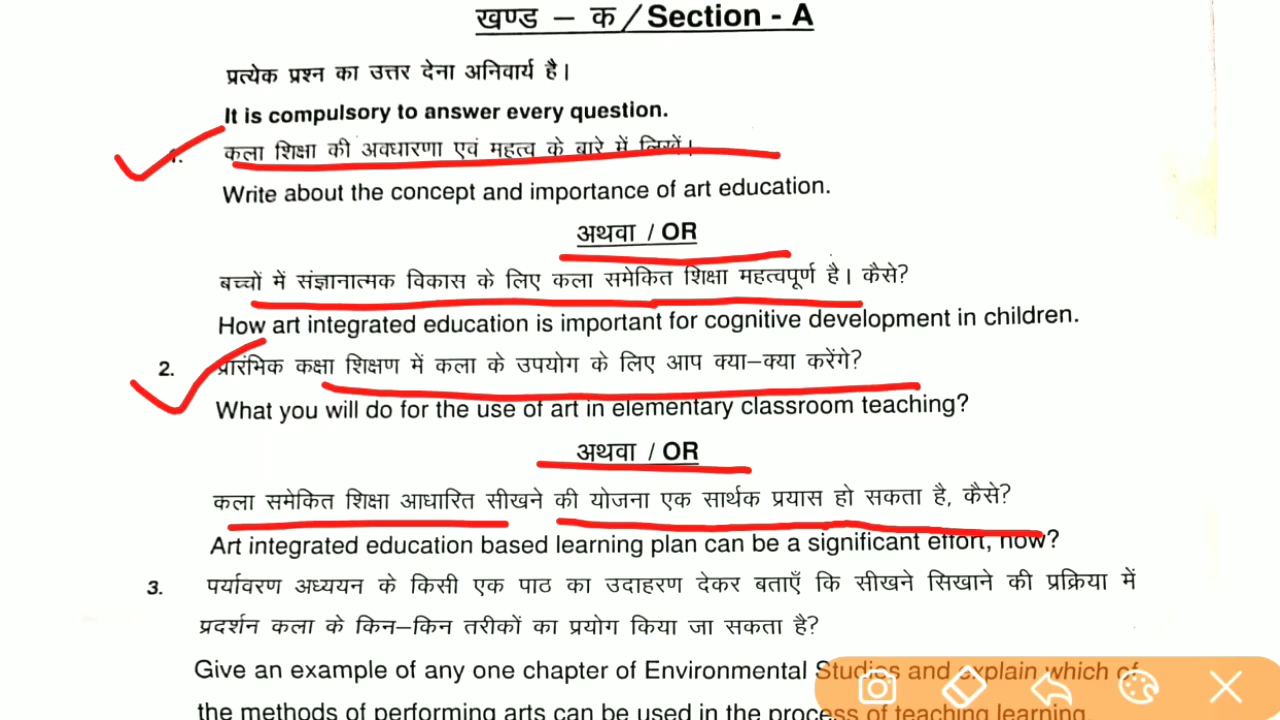 खण्ड – क / Section - A
प्रत्येक प्रश्न का उत्तर देना अनिवार्य है।
It is compulsory to answer every question.
1. कला शिक्षा की अवधारणा एवं महत्व के बारे में लिखें।
Write about the concept and importance of art education.
अथवा / OR
बच्चों में संज्ञानात्मक विकास के लिए कला समेकित शिक्षा महत्वपूर्ण है। कैसे?
How art integrated education is important for cognitive development in children.
2. प्रारंभिक कक्षा शिक्षण में कला के उपयोग के लिए आप क्या–क्या करेंगे?
What you will do for the use of art in elementary classroom teaching?
अथवा / OR
कला समेकित शिक्षा आधारित सीखने की योजना एक सार्थक प्रयास हो सकता है, कैसे?
Art integrated education based learning plan can be a significant effort, how?
3. पर्यावरण अध्ययन के किसी एक पाठ का उदाहरण देकर बताएँ कि सीखने सिखाने की प्रक्रिया में
प्रदर्शन कला के किन–किन तरीकों का प्रयोग किया जा सकता है?
Give an example of any one chapter of Environmental Studies and explain which of
the methods of performing arts can be used in the process of teaching learning.